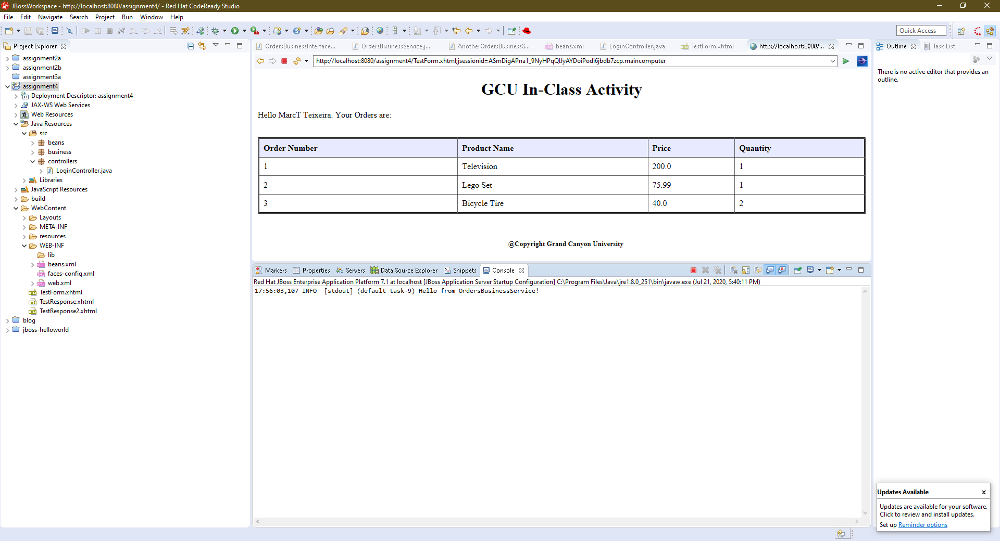 JBossWorkspace - http://localhost:8080/assignment4/ - Red Hat CodeReady Studio
File Edit Navigate Search Project Run Window Help
Quick Access
Project Explorer
assignment2a
assignment2b
assignment3a
assignment4
Deployment Descriptor: assignment4
JAX-WS Web Services
Web Resources
Java Resources
src
beans
business
controllers
LoginController.java
Libraries
JavaScript Resources
build
WebContent
Layouts
META-INF
resources
WEB-INF
lib
beans.xml
faces-config.xml
web.xml
TestForm.xhtml
TestResponse.xhtml
TestResponse2.xhtml
blog
jboss-helloworld
OrdersBusinessInterface... OrdersBusinessService.j... AnotherOrdersBusinessS... beans.xml LoginController.java TestForm.xhtml http://localhost:8080/...
http://localhost:8080/assignment4/TestForm.xhtml;jsessionid=ASmDigAPna1_9NyHPqQIJyAYDoiPodi6jbdb7zcp.maincomputer
GCU In-Class Activity
Hello MarcT Teixeira. Your Orders are:
Order Number Product Name Price Quantity
1 Television 200.0 1
2 Lego Set 75.99 1
3 Bicycle Tire 40.0 2
@Copyright Grand Canyon University
Markers Properties Servers Data Source Explorer Snippets Console
Red Hat JBoss Enterprise Application Platform 7.1 at localhost [JBoss Application Server Startup Configuration] C:\Program Files\Java\jre1.8.0_251\bin\javaw.exe (Jul 21, 2020, 5:40:11 PM)
17:56:03,107 INFO [stdout] (default task-9) Hello from OrdersBusinessService!
Outline Task List
There is no active editor that provides an
outline.
Updates Available
Updates are available for your software.
Click to review and install updates.
Set up Reminder options